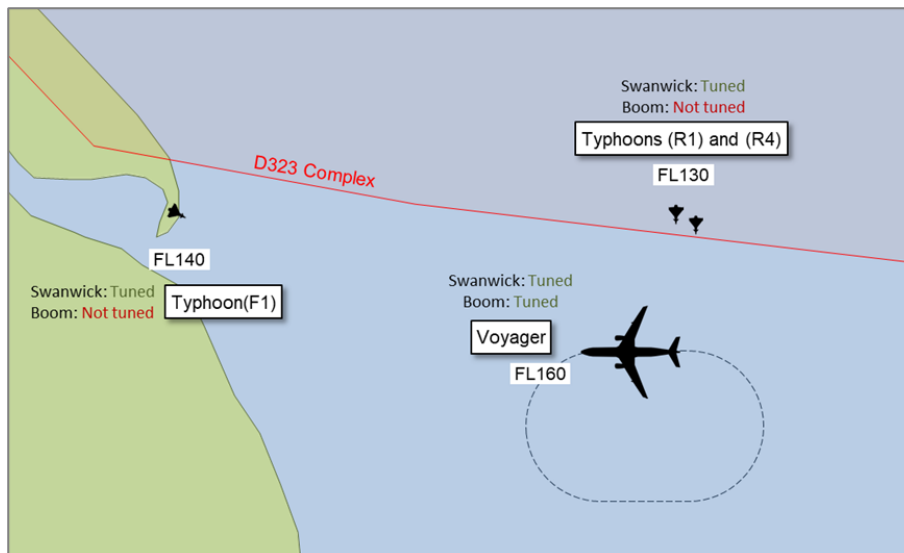 Swanwick: Tuned
Boom: Not tuned
Typhoons (R1) and (R4)
FL130
D323 Complex
FL140
Swanwick: Tuned
Boom: Not tuned
Typhoon(F1)
Swanwick: Tuned
Boom: Tuned
Voyager
FL160